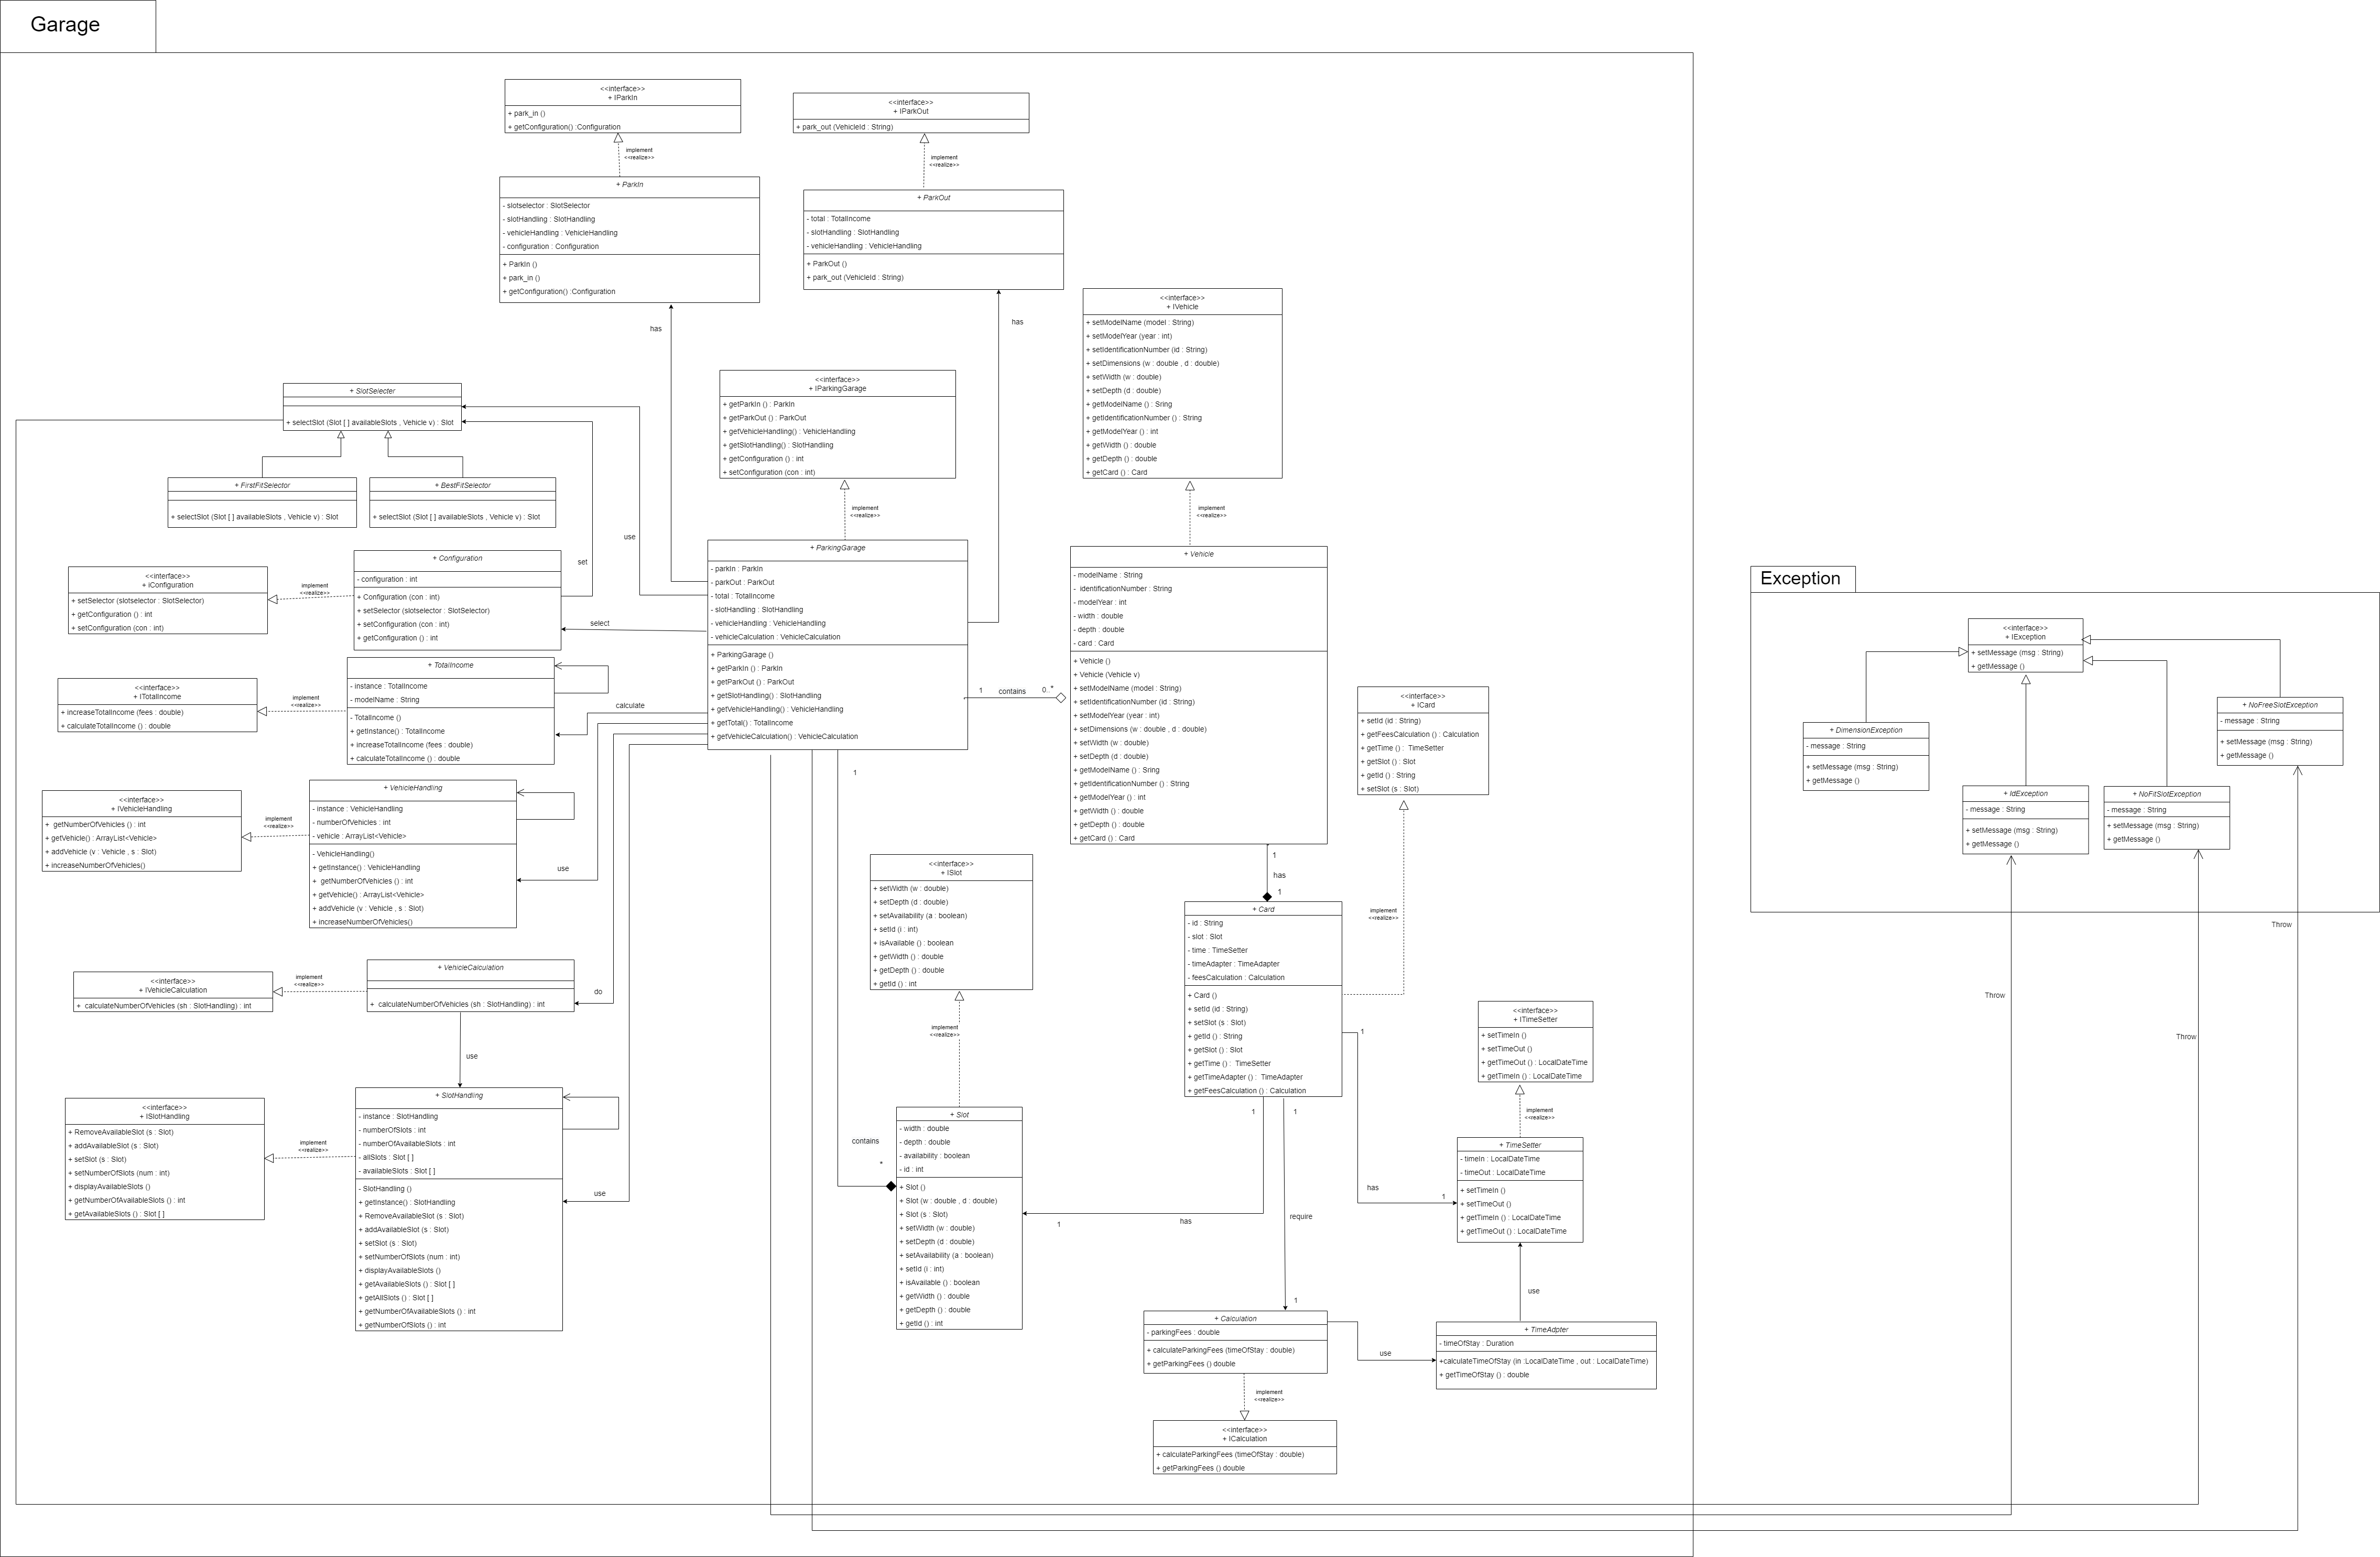 Garage
<<interface>>
+ IParkIn
+ park_in ()
+ getConfiguration() :Configuration
implement
<<realize>>
<<interface>>
+ IParkOut
+ park_out (VehicleId : String)
implement
<<realize>>
+ ParkIn
- slotselector : SlotSelector
- slotHandling : SlotHandling
- vehicleHandling : VehicleHandling
- configuration : Configuration
+ ParkIn ()
+ park_in ()
+ getConfiguration() :Configuration
has
+ ParkOut
- total : TotalIncome
- slotHandling : SlotHandling
- vehicleHandling : VehicleHandling
+ ParkOut ()
+ park_out (VehicleId : String)
has
<<interface>>
+ IVehicle
+ setModelName (model : String)
+ setModelYear (year : int)
+ setIdentificationNumber (id : String)
+ setDimensions (w : double , d : double)
+ setWidth (w : double)
+ setDepth (d : double)
+ getModelName () : Sring
+ getIdentificationNumber () : String
+ getModelYear () : int
+ getWidth () : double
+ getDepth () : double
+ getCard () : Card
implement
<<realize>>
<<interface>>
+ IParkingGarage
+ getParkIn () : ParkIn
+ getParkOut () : ParkOut
+ getVehicleHandling() : VehicleHandling
+ getSlotHandling() : SlotHandling
+ getConfiguration () : int
+ setConfiguration (con : int)
implement
<<realize>>
+ SlotSelecter
+ selectSlot (Slot [ ] availableSlots , Vehicle v) : Slot
+ FirstFitSelector
+ selectSlot (Slot [ ] availableSlots , Vehicle v) : Slot
+ BestFitSelector
+ selectSlot (Slot [ ] availableSlots , Vehicle v) : Slot
use
set
select
<<interface>>
+ iConfiguration
+ setSelector (slotselector : SlotSelector)
+ getConfiguration () : int
+ setConfiguration (con : int)
implement
<<realize>>
+ Configuration
- configuration : int
+ Configuration (con : int)
+ setSelector (slotselector : SlotSelector)
+ setConfiguration (con : int)
+ getConfiguration () : int
+ ParkingGarage
- parkIn : ParkIn
- parkOut : ParkOut
- total : TotalIncome
- slotHandling : SlotHandling
- vehicleHandling : VehicleHandling
- vehicleCalculation : VehicleCalculation
+ ParkingGarage ()
+ getParkIn () : ParkIn
+ getParkOut () : ParkOut
+ getSlotHandling() : SlotHandling
+ getVehicleHandling() : VehicleHandling
+ getTotal() : TotalIncome
+ getVehicleCalculation() : VehicleCalculation
1
contains
0..*
+ Vehicle
- modelName : String
- identificationNumber : String
- modelYear : int
- width : double
- depth : double
- card : Card
+ Vehicle ()
+ Vehicle (Vehicle v)
+ setModelName (model : String)
+ setIdentificationNumber (id : String)
+ setModelYear (year : int)
+ setDimensions (w : double , d : double)
+ setWidth (w : double)
+ setDepth (d : double)
+ getModelName () : Sring
+ getIdentificationNumber () : String
+ getModelYear () : int
+ getWidth () : double
+ getDepth () : double
+ getCard () : Card
<<interface>>
+ ITotalIncome
+ increaseTotalIncome (fees : double)
+ calculateTotalIncome () : double
implement
<<realize>>
+ TotalIncome
- instance : TotalIncome
- modelName : String
- TotalIncome ()
+ getInstance() : TotalIncome
+ increaseTotalIncome (fees : double)
+ calculateTotalIncome () : double
calculate
<<interface>>
+ IVehicleHandling
+ getNumberOfVehicles () : int
+ getVehicle() : ArrayList<Vehicle>
+ addVehicle (v : Vehicle , s : Slot)
+ increaseNumberOfVehicles()
implement
<<realize>>
+ VehicleHandling
- instance : VehicleHandling
- numberOfVehicles : int
- vehicle : ArrayList<Vehicle>
- VehicleHandling()
+ getInstance() : VehicleHandling
+ getNumberOfVehicles () : int
+ getVehicle() : ArrayList<Vehicle>
+ addVehicle (v : Vehicle , s : Slot)
+ increaseNumberOfVehicles()
use
1
<<interface>>
+ ICard
+ setId (id : String)
+ getFeesCalculation () : Calculation
+ getTime () : TimeSetter
+ getSlot () : Slot
+ getId () : String
+ setSlot (s : Slot)
implement
<<realize>>
1
has
1
<<interface>>
+ ISlot
+ setWidth (w : double)
+ setDepth (d : double)
+ setAvailability (a : boolean)
+ setId (i : int)
+ isAvailable () : boolean
+ getWidth () : double
+ getDepth () : double
+ getId () : int
implement
<<realize>>
+ Card
- id : String
- slot : Slot
- time : TimeSetter
- timeAdapter : TimeAdapter
- feesCalculation : Calculation
+ Card ()
+ setId (id : String)
+ setSlot (s : Slot)
+ getId () : String
+ getSlot () : Slot
+ getTime () : TimeSetter
+ getTimeAdapter () : TimeAdapter
+ getFeesCalculation () : Calculation
1
1
1
<<interface>>
+ IVehicleCalculation
+ calculateNumberOfVehicles (sh : SlotHandling) : int
implement
<<realize>>
+ VehicleCalculation
+ calculateNumberOfVehicles (sh : SlotHandling) : int
do
use
<<interface>>
+ ITimeSetter
+ setTimeIn ()
+ setTimeOut ()
+ getTimeOut () : LocalDateTime
+ getTimeIn () : LocalDateTime
implement
<<realize>>
<<interface>>
+ ISlotHandling
+ RemoveAvailableSlot (s : Slot)
+ addAvailableSlot (s : Slot)
+ setSlot (s : Slot)
+ setNumberOfSlots (num : int)
+ displayAvailableSlots ()
+ getNumberOfAvailableSlots () : int
+ getAvailableSlots () : Slot [ ]
implement
<<realize>>
+ SlotHandling
- instance : SlotHandling
- numberOfSlots : int
- numberOfAvailableSlots : int
- allSlots : Slot [ ]
- availableSlots : Slot [ ]
- SlotHandling ()
+ getInstance() : SlotHandling
+ RemoveAvailableSlot (s : Slot)
+ addAvailableSlot (s : Slot)
+ setSlot (s : Slot)
+ setNumberOfSlots (num : int)
+ displayAvailableSlots ()
+ getAvailableSlots () : Slot [ ]
+ getAllSlots () : Slot [ ]
+ getNumberOfAvailableSlots () : int
+ getNumberOfSlots () : int
use
contains
*
+ Slot
- width : double
- depth : double
- availability : boolean
- id : int
+ Slot ()
+ Slot (w : double , d : double)
+ Slot (s : Slot)
+ setWidth (w : double)
+ setDepth (d : double)
+ setAvailability (a : boolean)
+ setId (i : int)
+ isAvailable () : boolean
+ getWidth () : double
+ getDepth () : double
+ getId () : int
1
has
require
1
has
1
+ TimeSetter
- timeIn : LocalDateTime
- timeOut : LocalDateTime
+ setTimeIn ()
+ setTimeOut ()
+ getTimeIn () : LocalDateTime
+ getTimeOut () : LocalDateTime
use
+ Calculation
- parkingFees : double
+ calculateParkingFees (timeOfStay : double)
+ getParkingFees () double
use
+ TimeAdpter
- timeOfStay : Duration
+calculateTimeOfStay (in :LocalDateTime , out : LocalDateTime)
+ getTimeOfStay () : double
implement
<<realize>>
<<interface>>
+ ICalculation
+ calculateParkingFees (timeOfStay : double)
+ getParkingFees () double
Exception
<<interface>>
+ IException
+ setMessage (msg : String)
+ getMessage ()
+ DimensionException
- message : String
+ setMessage (msg : String)
+ getMessage ()
+ IdException
- message : String
+ setMessage (msg : String)
+ getMessage ()
+ NoFitSlotException
- message : String
+ setMessage (msg : String)
+ getMessage ()
+ NoFreeSlotException
- message : String
+ setMessage (msg : String)
+ getMessage ()
Throw
Throw
Throw